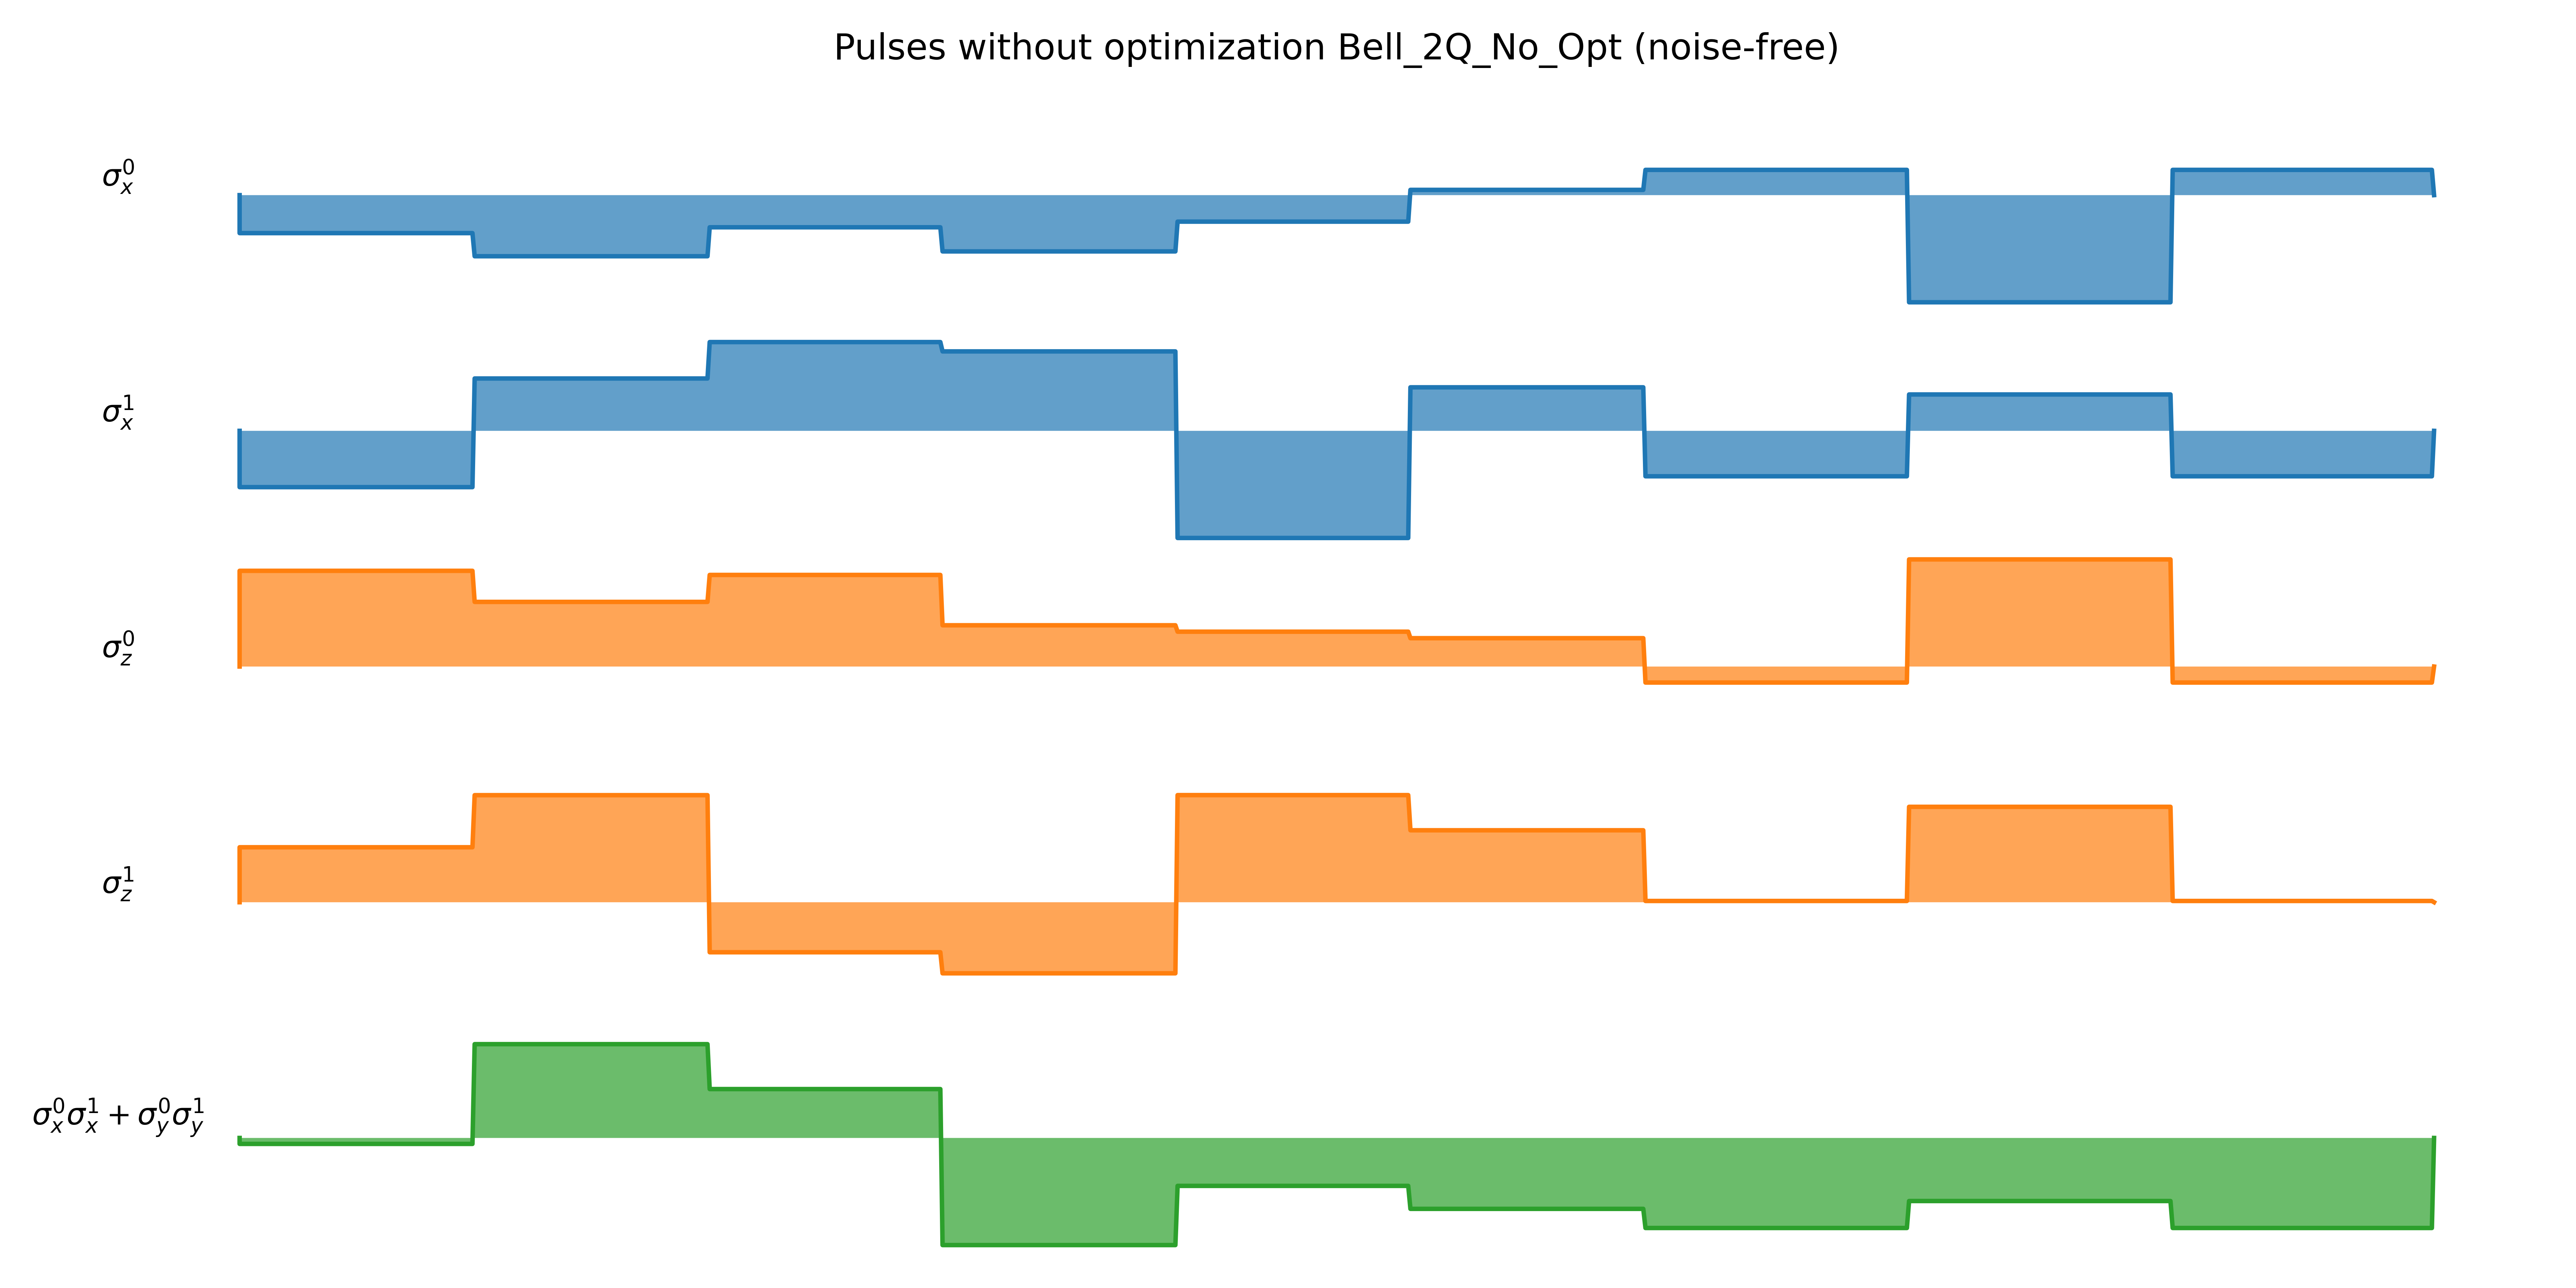 Pulses without optimization Bell_2Q_No_Opt (noise-free)
σ_x^0
σ_x^1
σ_z^0
σ_z^1
σ_x^0σ_x^1 + σ_y^0σ_y^1